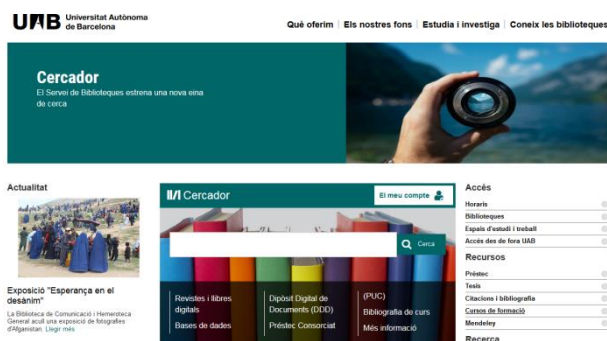 UAB Universitat Autònoma
de Barcelona
Què oferim | Els nostres fons | Estudia i investiga | Coneix les biblioteques
Cercador
El Servei de Biblioteques estrena una nova eina
de cerca
Actualitat
Exposició "Esperança en el
desànim"
La Biblioteca de Comunicació i Hemeroteca
General acull una exposició de fotografies
d'Afganistan. Llegir més
Cercador
El meu compte
Cerca
Revistes i llibres
digitals
Bases de dades
Dipòsit Digital de
Documents (DDD)
Préstec Consorciat
(PUC)
Bibliografia de curs
Més informació
Accés
Horaris
Biblioteques
Espais d'estudi i treball
Accés des de fora UAB
Recursos
Préstec
Tesis
Citacions i bibliografia
Cursos de formació
Mendeley
Recerca